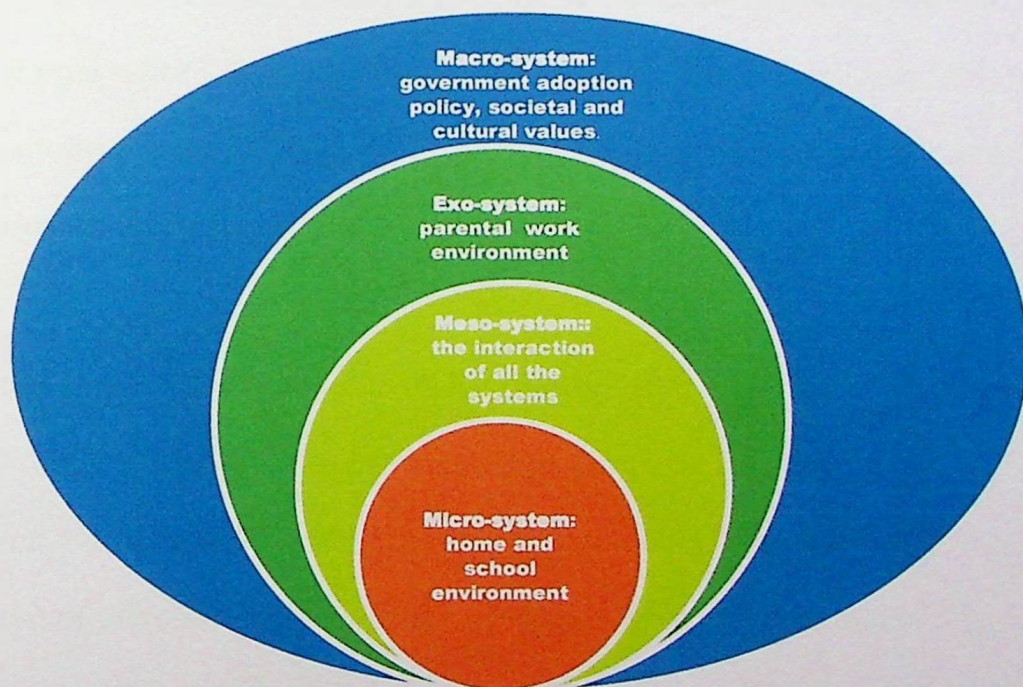 Macro-system:
government adoption
policy, societal and
cultural values.
Exo-system:
parental work
environment
Meso-system::
the interaction
of all the
systems
Micro-system:
home and
school
environment